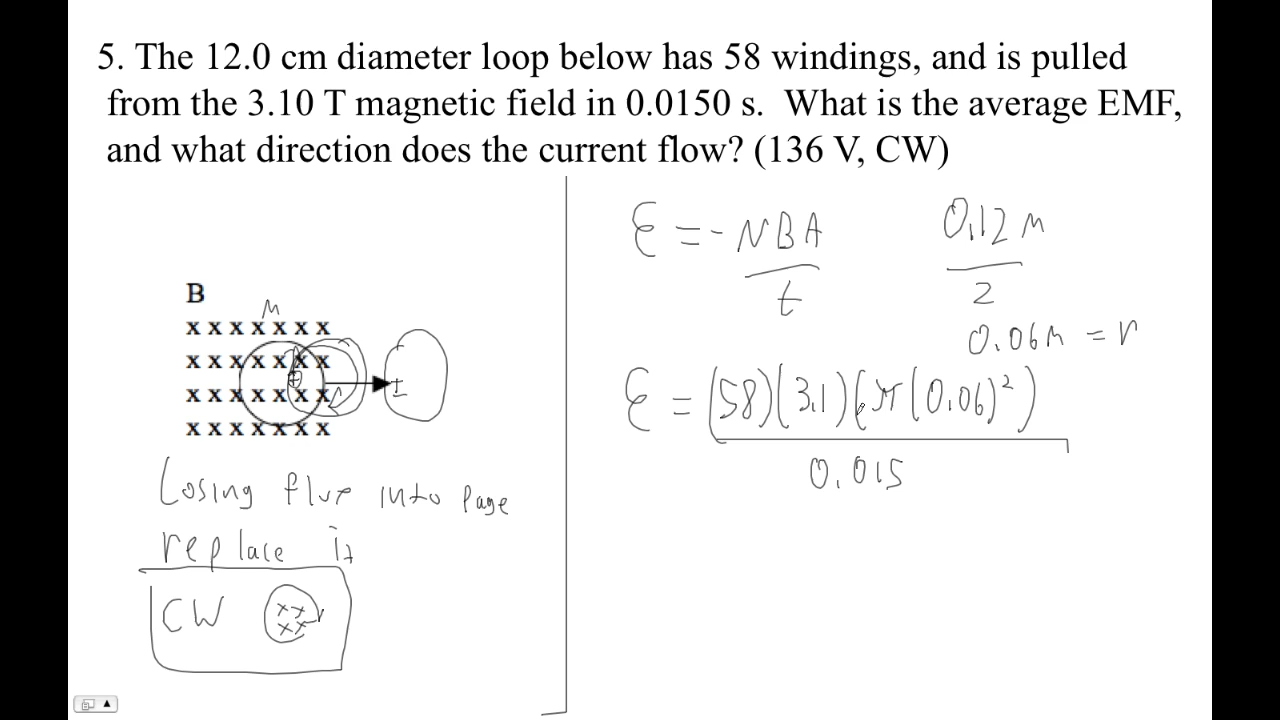 5. The 12.0 cm diameter loop below has 58 windings, and is pulled
from the 3.10 T magnetic field in 0.0150 s. What is the average EMF,
and what direction does the current flow? (136 V, CW)
B
M
x x x x x x x
x x x x x x x
x x x x x x x
x x x x x x x
I
Losing flux into page
replace it
CW
x x
x x
ε = - NBA
t
0.12 m
2
0.06m = r
ε = (58)(3.1)(π(0.06)²)
0.015